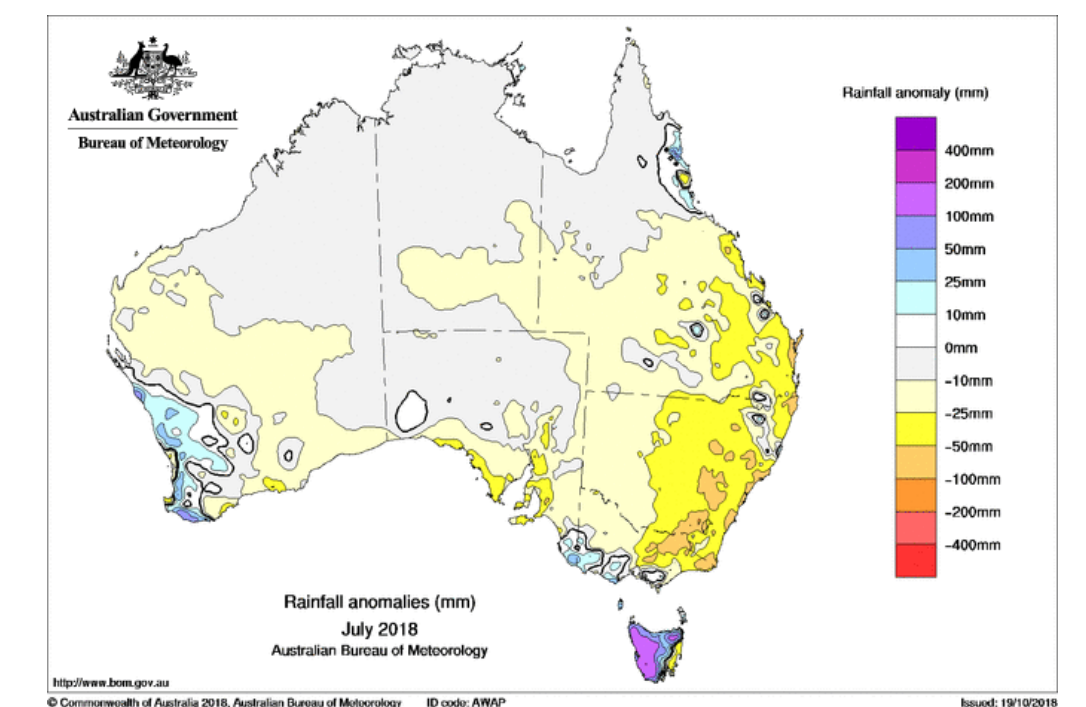 Australian Government
Bureau of Meteorology
Rainfall anomaly (mm)
400mm
200mm
100mm
50mm
25mm
10mm
0mm
-10mm
-25mm
-50mm
-100mm
-200mm
-400mm
Rainfall anomalies (mm)
July 2018
Australian Bureau of Meteorology
http://www.bom.gov.au
© Commonwealth of Australia 2018, Australian Bureau of Meteorology ID code: AWAP Issued: 19/10/2018